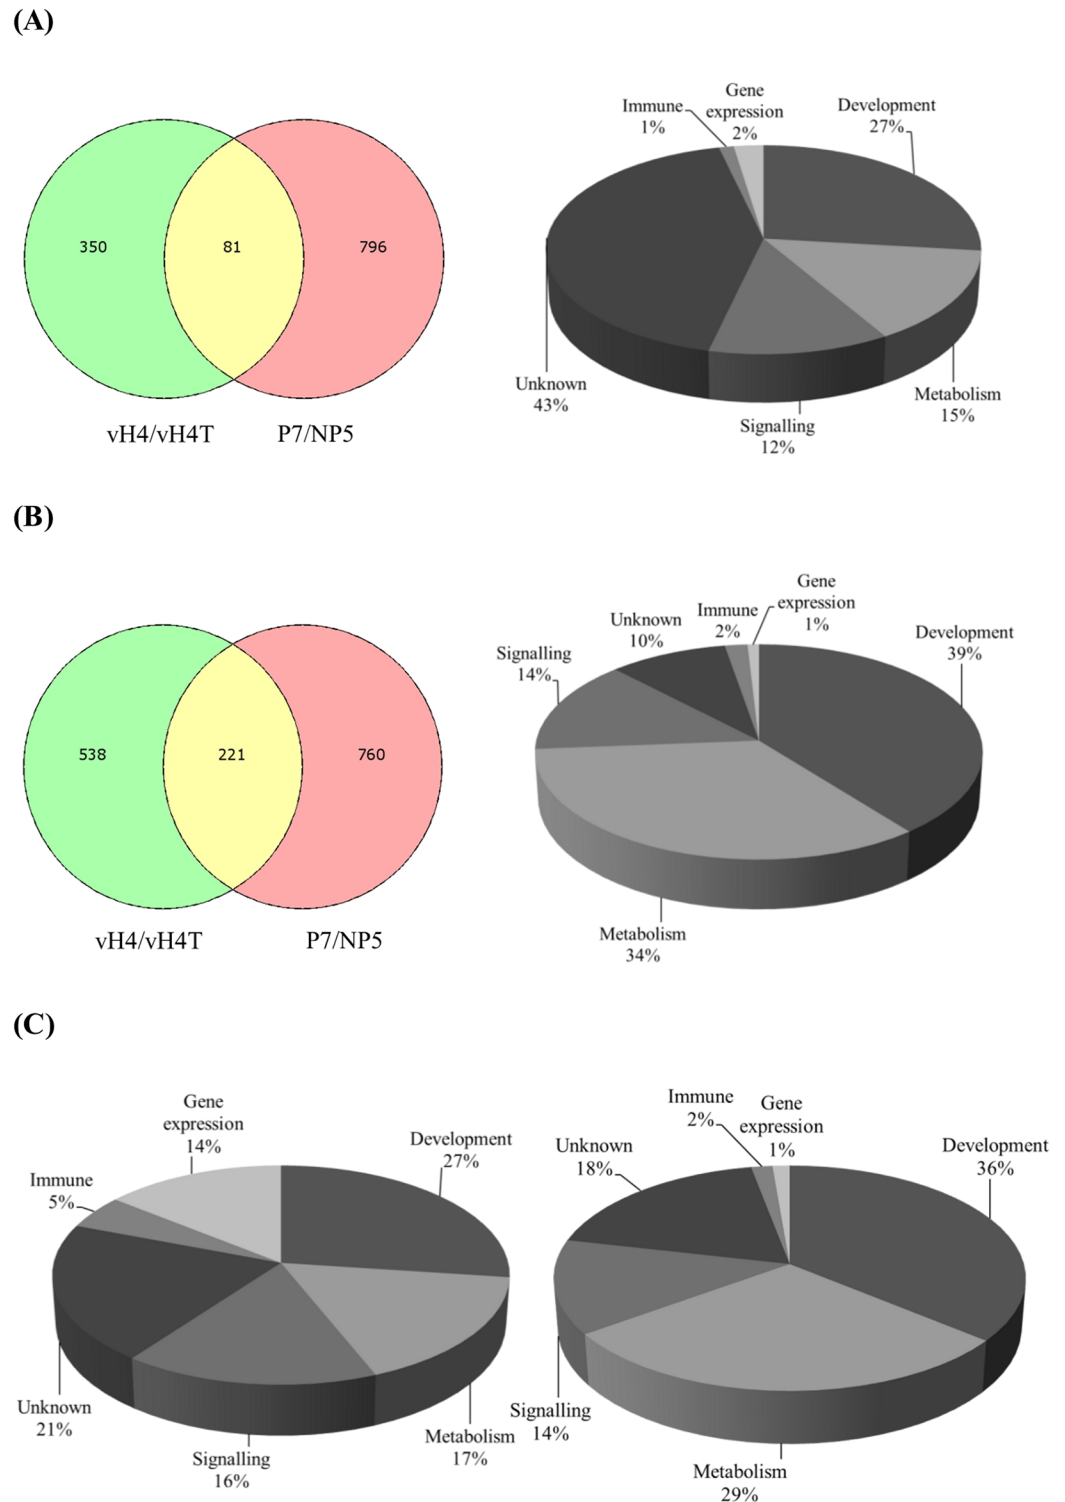 (A)
350
81
796
vH4/vH4T
P7/NP5
Immune
1%
Gene
expression
2%
Development
27%
Unknown
43%
Signalling
12%
Metabolism
15%
(B)
538
221
760
vH4/vH4T
P7/NP5
Signalling
14%
Unknown
10%
Immune
2%
Gene
expression
1%
Development
39%
Metabolism
34%
(C)
Gene
expression
14%
Development
27%
Immune
5%
Unknown
21%
Signalling
16%
Metabolism
17%
Immune
2%
Gene
expression
1%
Unknown
18%
Development
36%
Signalling
14%
Metabolism
29%